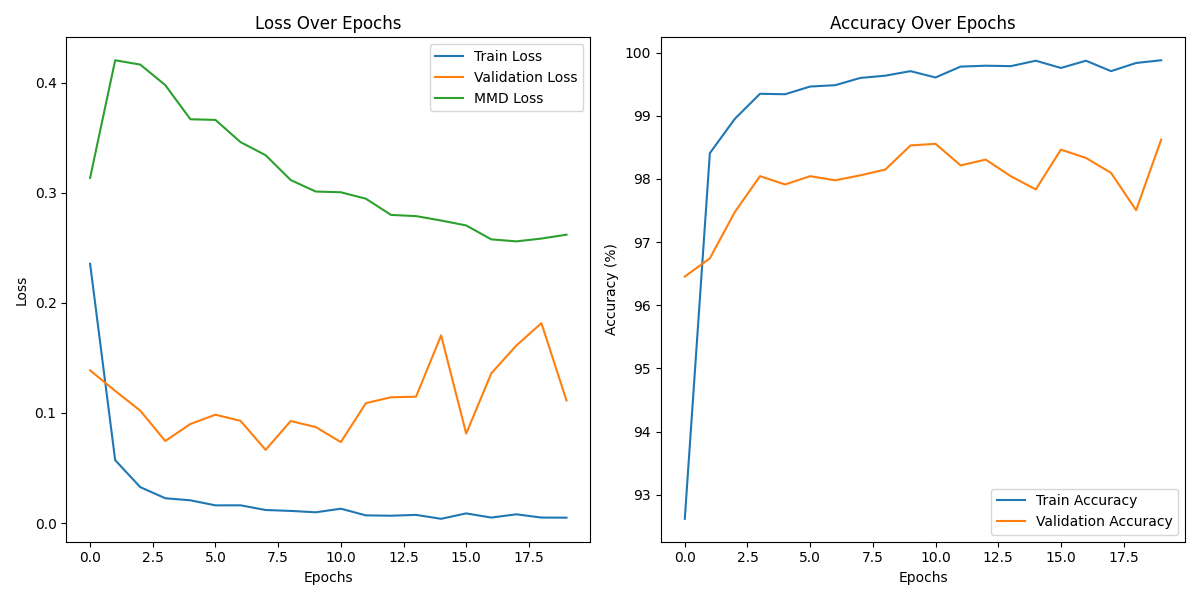 Loss Over Epochs
Train Loss
Validation Loss
MMD Loss
Loss
0.4
0.3
0.2
0.1
0.0
0.0 2.5 5.0 7.5 10.0 12.5 15.0 17.5
Epochs
Accuracy Over Epochs
Accuracy (%)
100
99
98
97
96
95
94
93
Train Accuracy
Validation Accuracy
0.0 2.5 5.0 7.5 10.0 12.5 15.0 17.5
Epochs